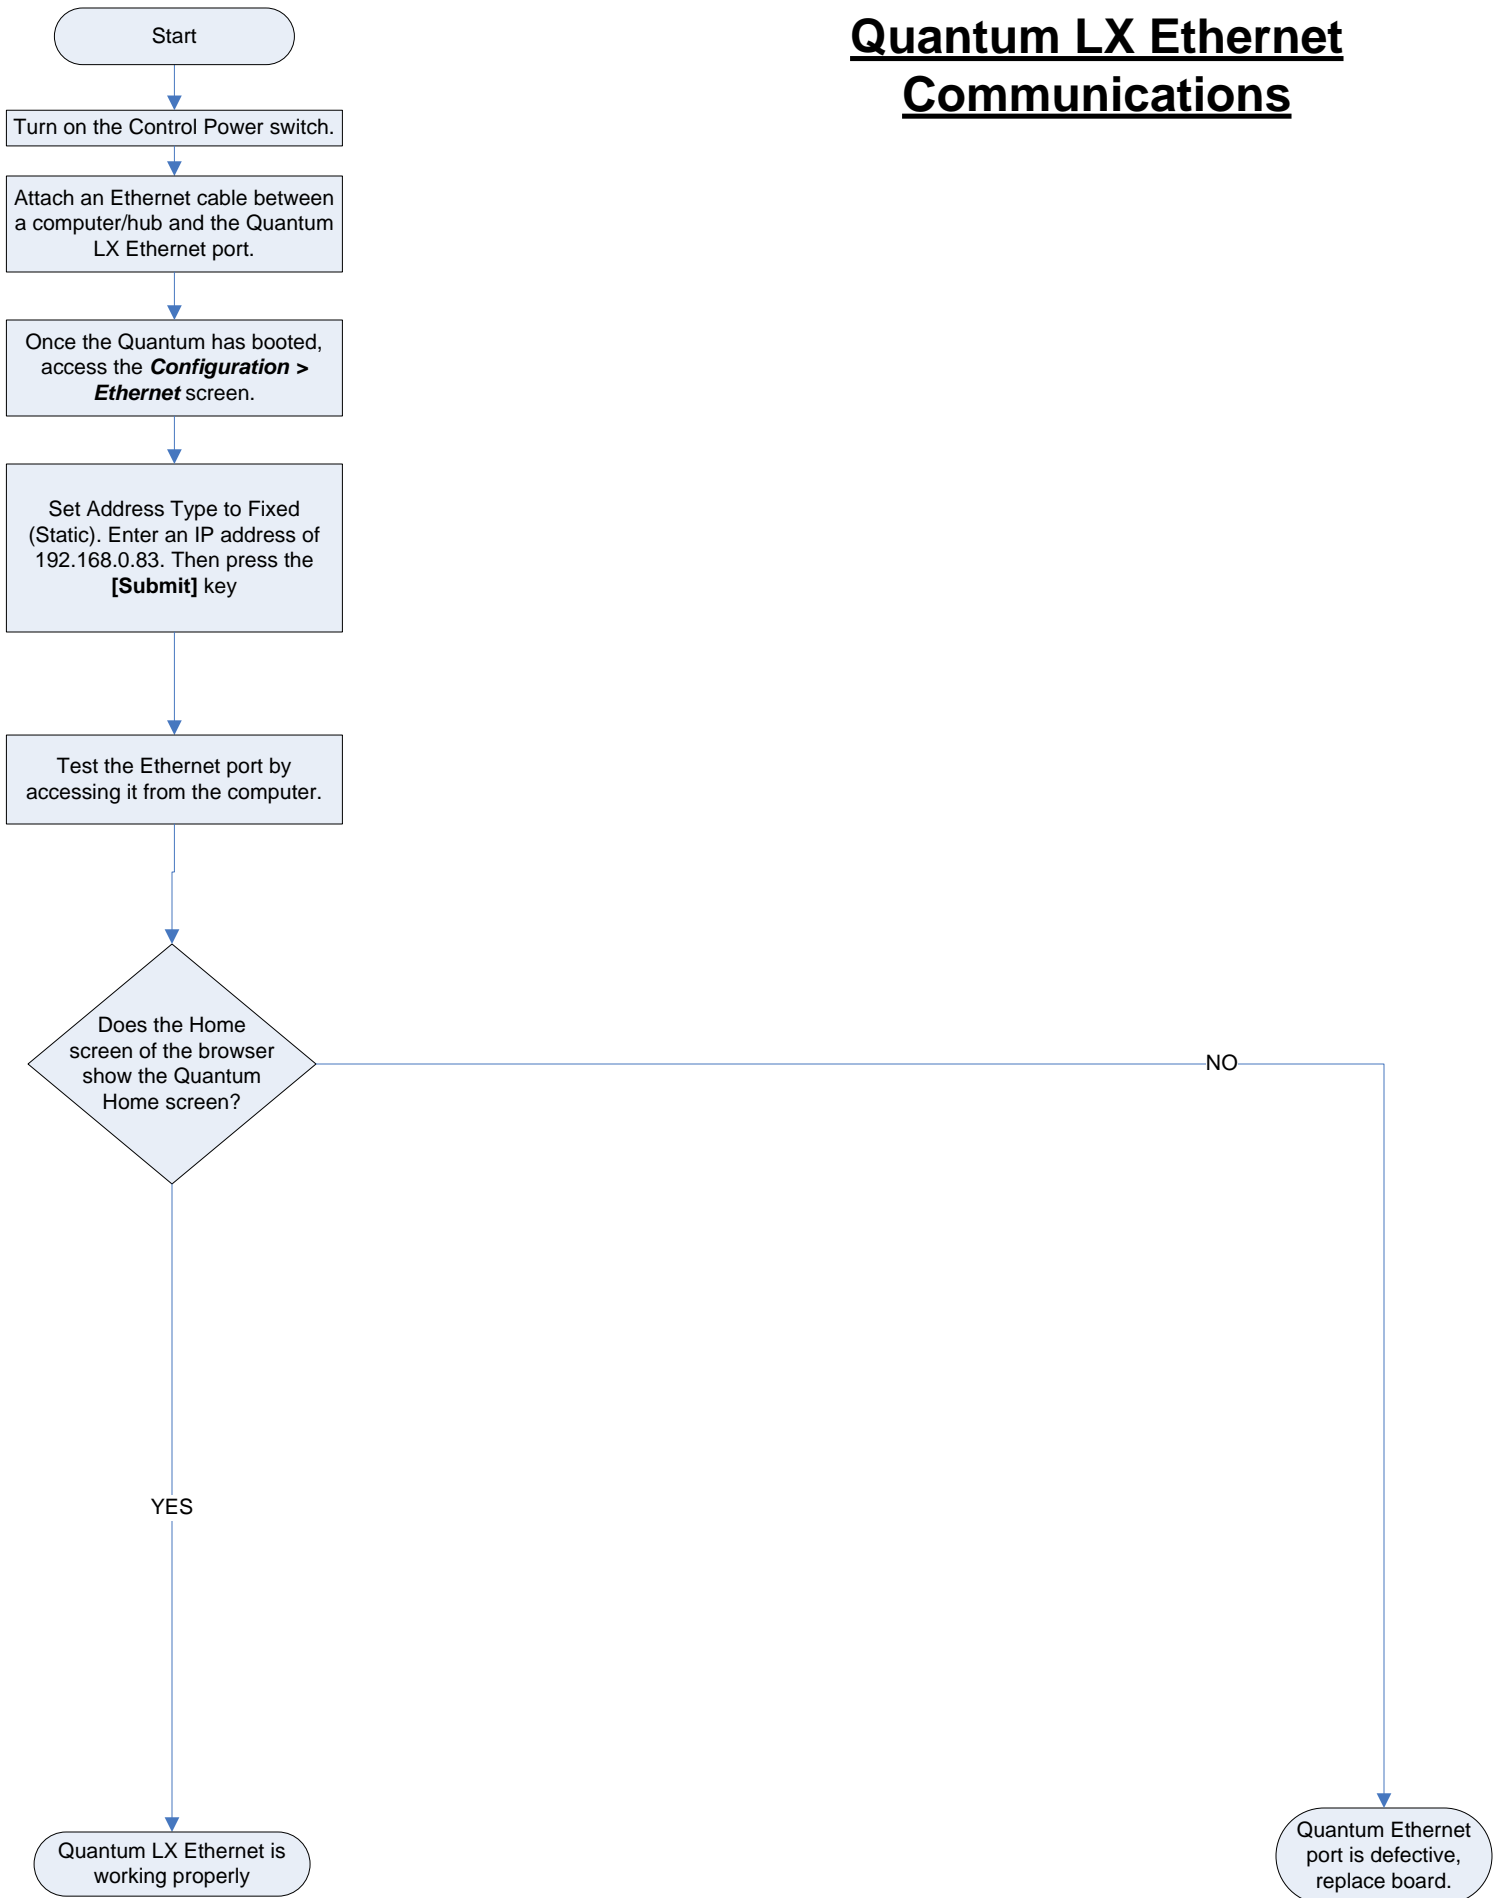 Quantum LX Ethernet
Communications
Start
Turn on the Control Power switch.
Attach an Ethernet cable between
a computer/hub and the Quantum
LX Ethernet port.
Once the Quantum has booted,
access the Configuration >
Ethernet screen.
Set Address Type to Fixed
(Static). Enter an IP address of
192.168.0.83. Then press the
[Submit] key
Test the Ethernet port by
accessing it from the computer.
Does the Home
screen of the browser
show the Quantum
Home screen?
NO
YES
Quantum LX Ethernet is
working properly
Quantum Ethernet
port is defective,
replace board.